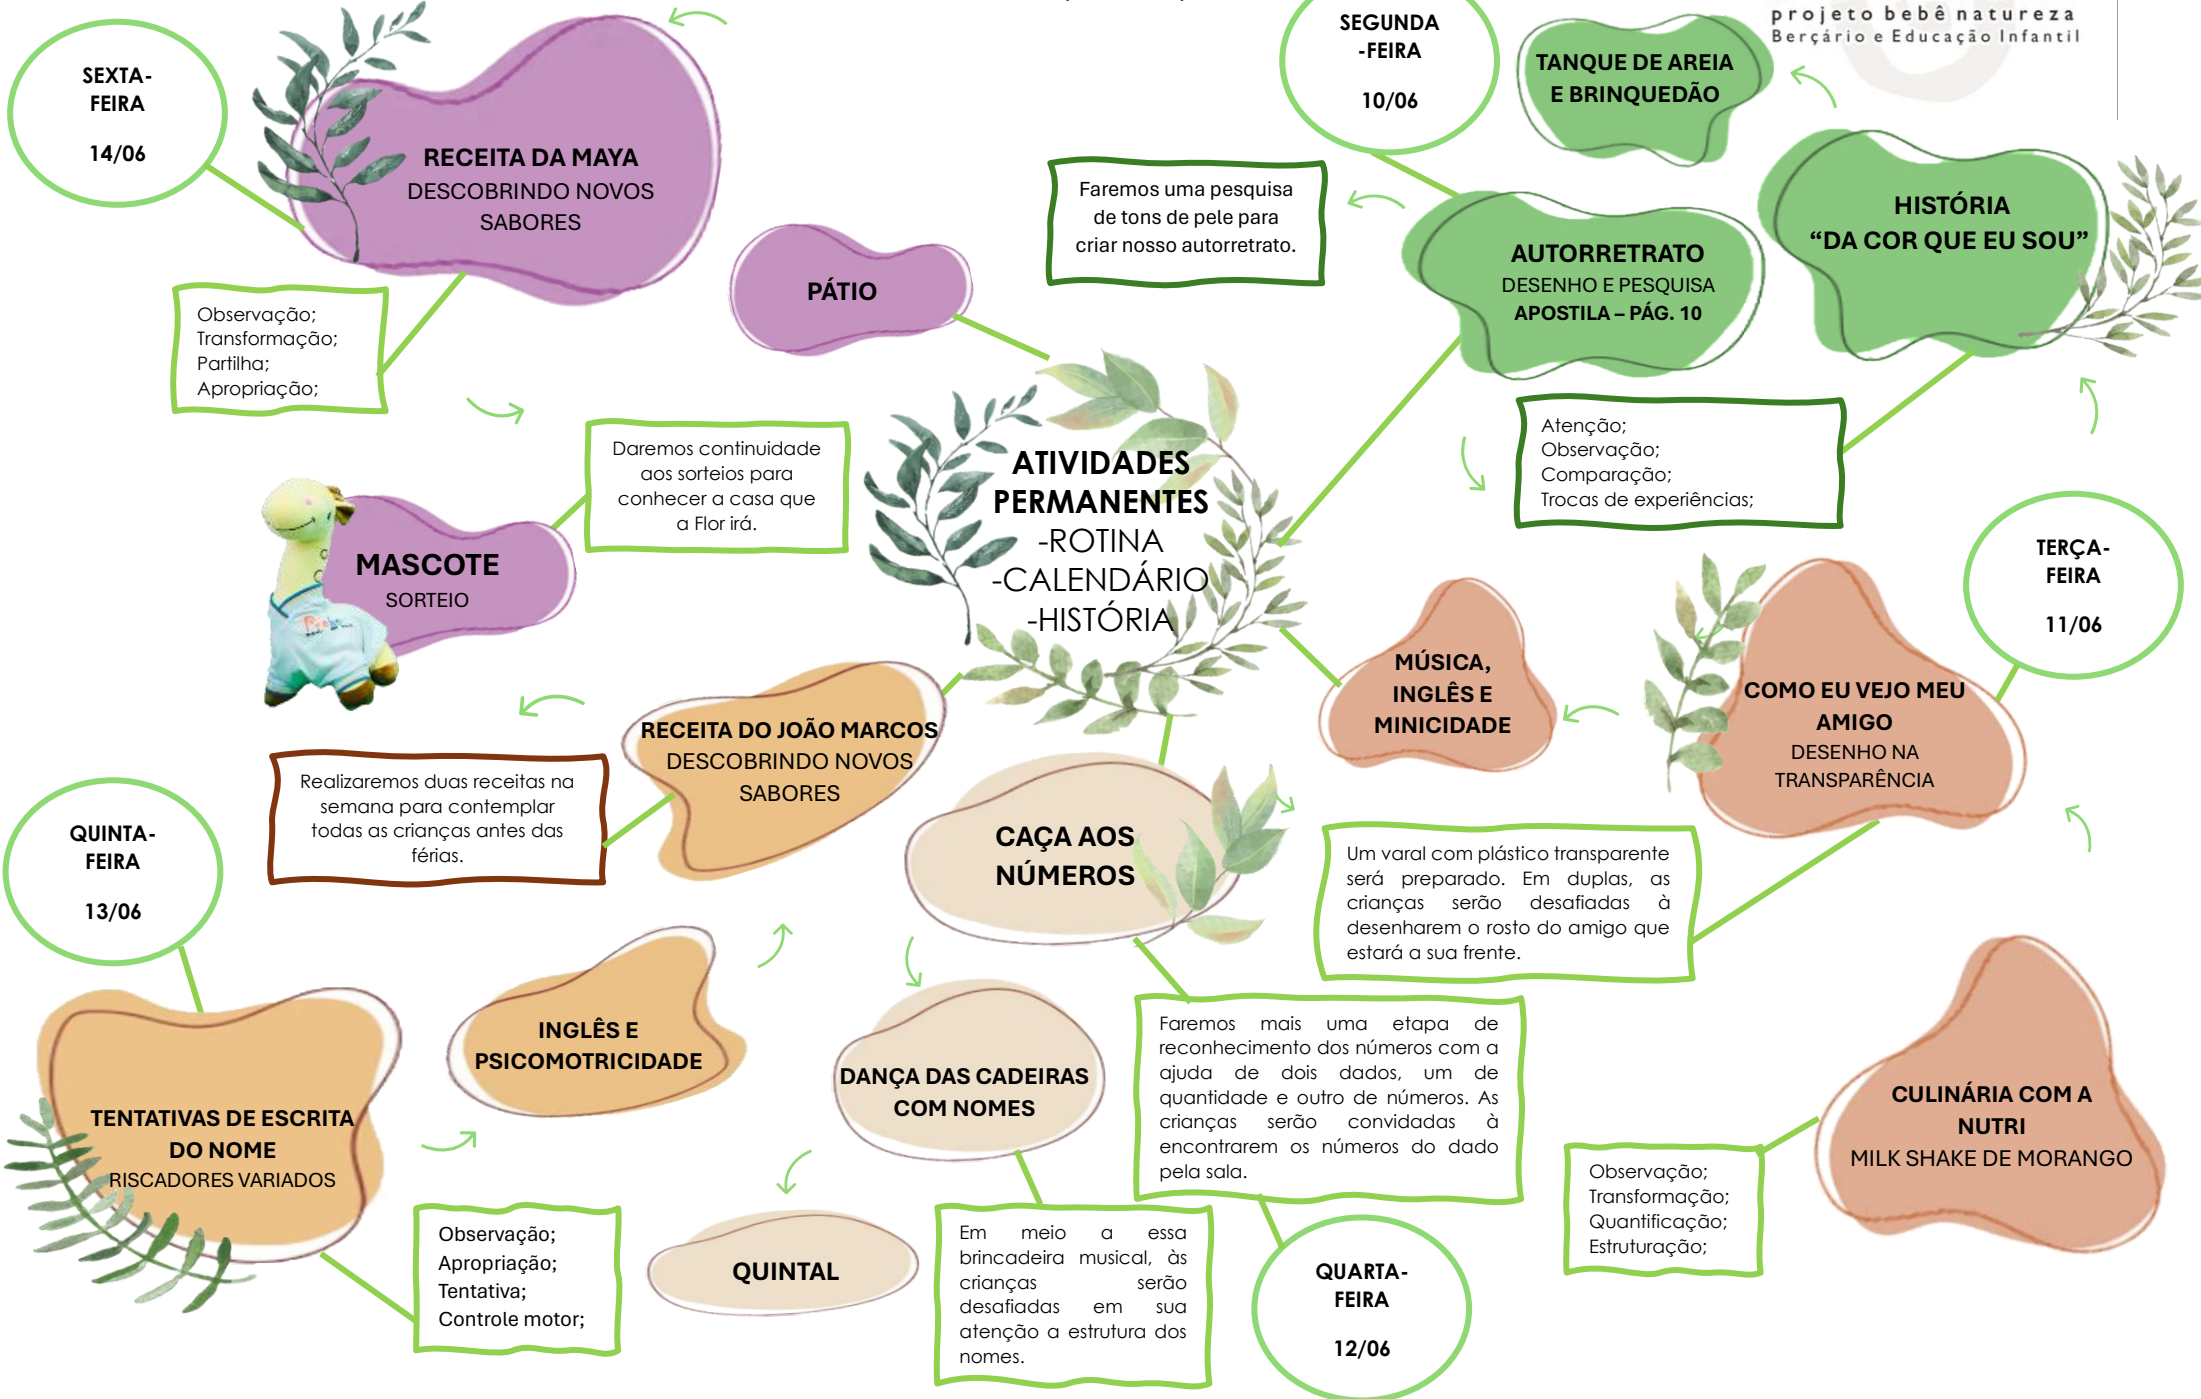 projeto bebê natureza
Berçário e Educação Infantil
SEGUNDA
-FEIRA
10/06
TANQUE DE AREIA
E BRINQUEDÃO
HISTÓRIA
“DA COR QUE EU SOU”
AUTORRETRATO
DESENHO E PESQUISA
APOSTILA – PÁG. 10
Faremos uma pesquisa
de tons de pele para
criar nosso autorretrato.
Atenção;
Observação;
Comparação;
Trocas de experiências;
SEXTA-
FEIRA
14/06
RECEITA DA MAYA
DESCOBRINDO NOVOS
SABORES
Observação;
Transformação;
Partilha;
Apropriação;
PÁTIO
Daremos continuidade
aos sorteios para
conhecer a casa que
a Flor irá.
MASCOTE
SORTEIO
ATIVIDADES
PERMANENTES
-ROTINA
-CALENDÁRIO
-HISTÓRIA
TERÇA-
FEIRA
11/06
MÚSICA,
INGLÊS E
MINICIDADE
COMO EU VEJO MEU
AMIGO
DESENHO NA
TRANSPARÊNCIA
Um varal com plástico transparente
será preparado. Em duplas, as
crianças serão desafiadas à
desenharem o rosto do amigo que
estará a sua frente.
CULINÁRIA COM A
NUTRI
MILK SHAKE DE MORANGO
Observação;
Transformação;
Quantificação;
Estruturação;
RECEITA DO JOÃO MARCOS
DESCOBRINDO NOVOS
SABORES
Realizaremos duas receitas na
semana para contemplar
todas as crianças antes das
férias.
QUINTA-
FEIRA
13/06
TENTATIVAS DE ESCRITA
DO NOME
RISCADORES VARIADOS
Observação;
Apropriação;
Tentativa;
Controle motor;
INGLÊS E
PSICOMOTRICIDADE
CAÇA AOS
NÚMEROS
Faremos mais uma etapa de
reconhecimento dos números com a
ajuda de dois dados, um de
quantidade e outro de números. As
crianças serão convidadas à
encontrarem os números do dado
pela sala.
DANÇA DAS CADEIRAS
COM NOMES
Em meio a essa
brincadeira musical, às
crianças serão
desafiadas em sua
atenção a estrutura dos
nomes.
QUINTAL
QUARTA-
FEIRA
12/06